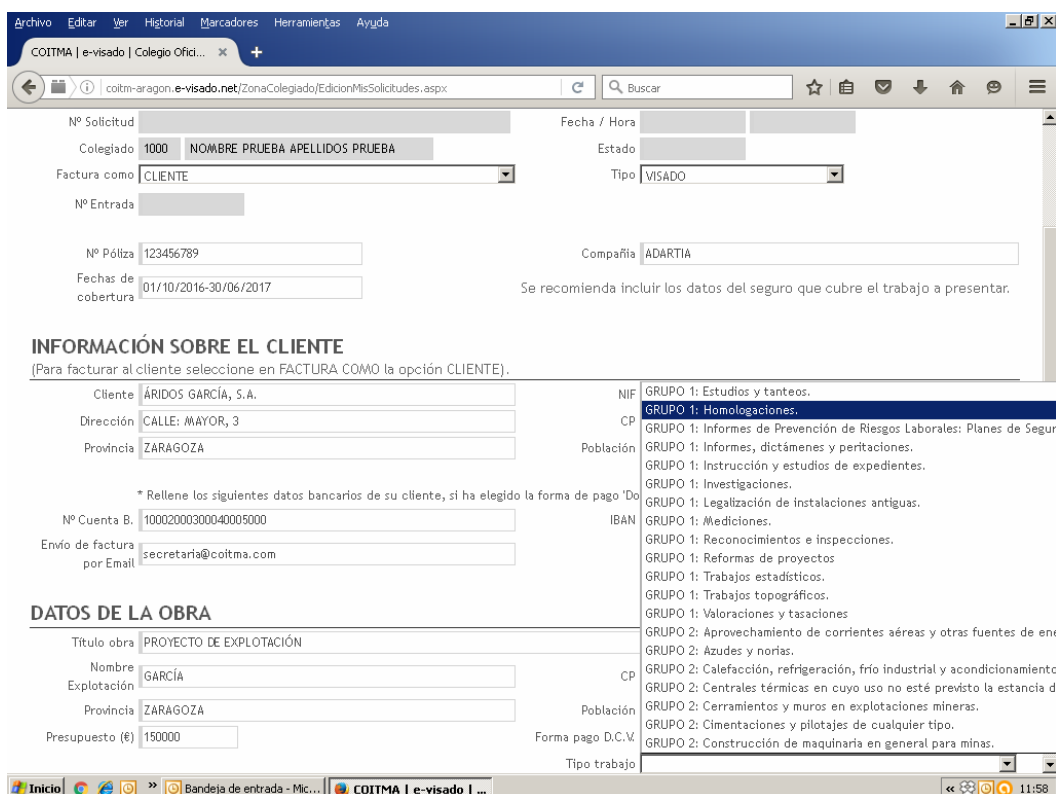 Archivo Editar Ver Historial Marcadores Herramientas Ayuda
COITMA | e-visado | Colegio Ofici...
coitm-aragon.e-visado.net/ZonaColegiado/EdicionMisSolicitudes.aspx Buscar
Nº Solicitud Fecha / Hora
Colegiado 1000 NOMBRE PRUEBA APELLIDOS PRUEBA Estado
Factura como CLIENTE Tipo VISADO
Nº Entrada
Nº Póliza 123456789 Compañia ADARTIA
Fechas de cobertura 01/10/2016-30/06/2017 Se recomienda incluir los datos del seguro que cubre el trabajo a presentar.
INFORMACIÓN SOBRE EL CLIENTE
(Para facturar al cliente seleccione en FACTURA COMO la opción CLIENTE).
Cliente ÁRIDOS GARCÍA, S.A. NIF
Dirección CALLE: MAYOR, 3 CP
Provincia ZARAGOZA Población
* Rellene los siguientes datos bancarios de su cliente, si ha elegido la forma de pago 'Do
Nº Cuenta B. 10002000300040005000 IBAN
Envío de factura por Email secretaria@coitma.com
DATOS DE LA OBRA
Título obra PROYECTO DE EXPLOTACIÓN
Nombre Explotación GARCÍA CP
Provincia ZARAGOZA Población
Presupuesto (€) 150000 Forma pago D.C.V.
Tipo trabajo
GRUPO 1: Estudios y tanteos.
GRUPO 1: Homologaciones.
GRUPO 1: Informes de Prevención de Riesgos Laborales: Planes de Segur
GRUPO 1: Informes, dictámenes y peritaciones.
GRUPO 1: Instrucción y estudios de expedientes.
GRUPO 1: Investigaciones.
GRUPO 1: Legalización de instalaciones antiguas.
GRUPO 1: Mediciones.
GRUPO 1: Reconocimientos e inspecciones.
GRUPO 1: Reformas de proyectos
GRUPO 1: Trabajos estadísticos.
GRUPO 1: Trabajos topográficos.
GRUPO 1: Valoraciones y tasaciones
GRUPO 2: Aprovechamiento de corrientes aéreas y otras fuentes de ene
GRUPO 2: Azudes y norias.
GRUPO 2: Calefacción, refrigeración, frío industrial y acondicionamiento
GRUPO 2: Centrales térmicas en cuyo uso no esté previsto la estancia d
GRUPO 2: Cerramientos y muros en explotaciones mineras.
GRUPO 2: Cimentaciones y pilotajes de cualquier tipo.
GRUPO 2: Construcción de maquinaria en general para minas.
Inicio » Bandeja de entrada - Mic... COITMA | e-visado | ... « 11:58